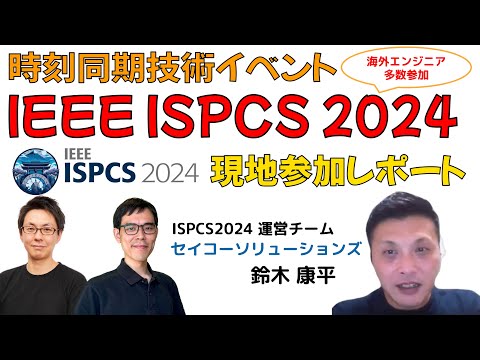 時刻同期技術イベント
海外エンジニア
多数参加
IEEE ISPCS 2024
IEEE
ISPCS 2024
現地参加レポート
ISPCS2024 運営チーム
セイコーソリューションズ
鈴木 康平